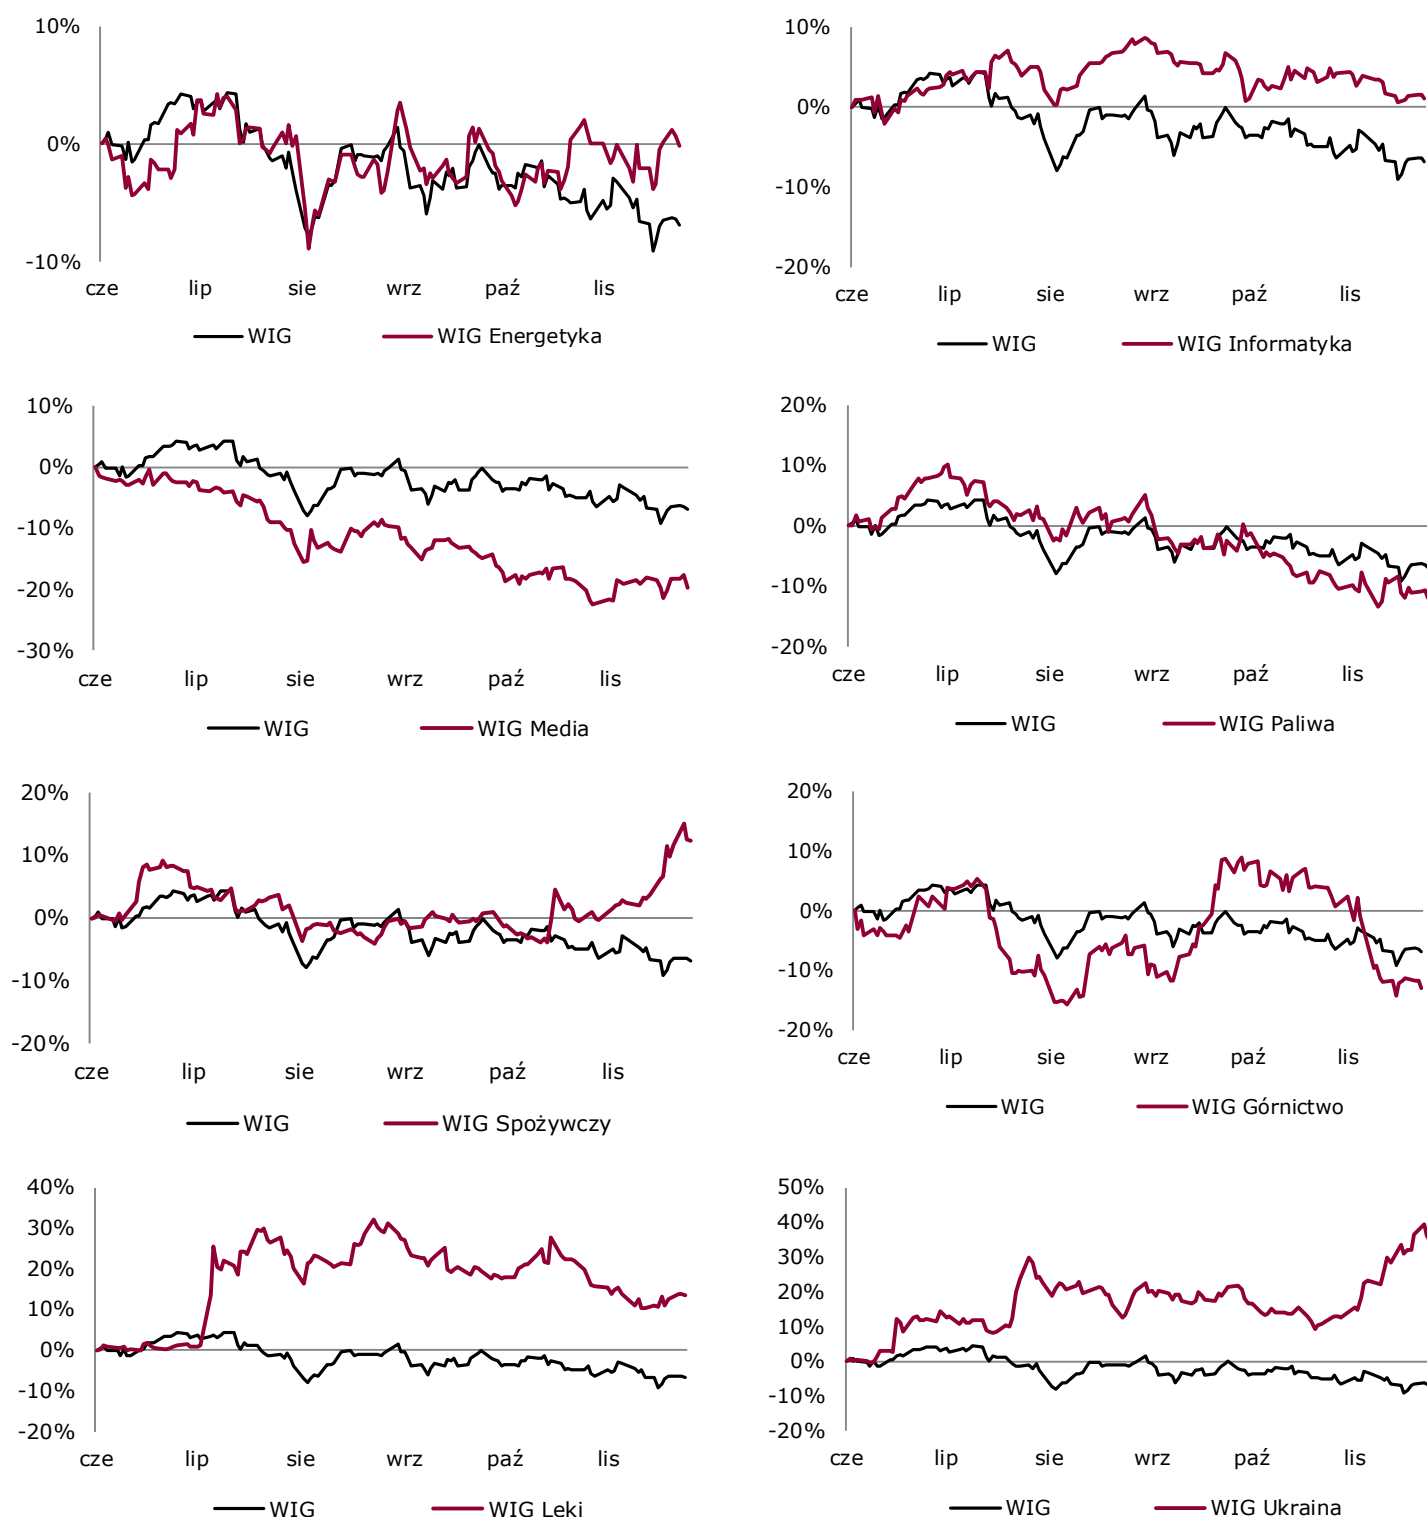 10%
0%
-10%
cze lip sie wrz paź lis
WIG WIG Energetyka
10%
0%
-10%
-20%
cze lip sie wrz paź lis
WIG WIG Informatyka
10%
0%
-10%
-20%
-30%
cze lip sie wrz paź lis
WIG WIG Media
20%
10%
0%
-10%
-20%
cze lip sie wrz paź lis
WIG WIG Paliwa
20%
10%
0%
-10%
-20%
cze lip sie wrz paź lis
WIG WIG Spożywczy
20%
10%
0%
-10%
-20%
cze lip sie wrz paź lis
WIG WIG Górnictwo
40%
30%
20%
10%
0%
-10%
-20%
cze lip sie wrz paź lis
WIG WIG Leki
50%
40%
30%
20%
10%
0%
-10%
-20%
cze lip sie wrz paź lis
WIG WIG Ukraina